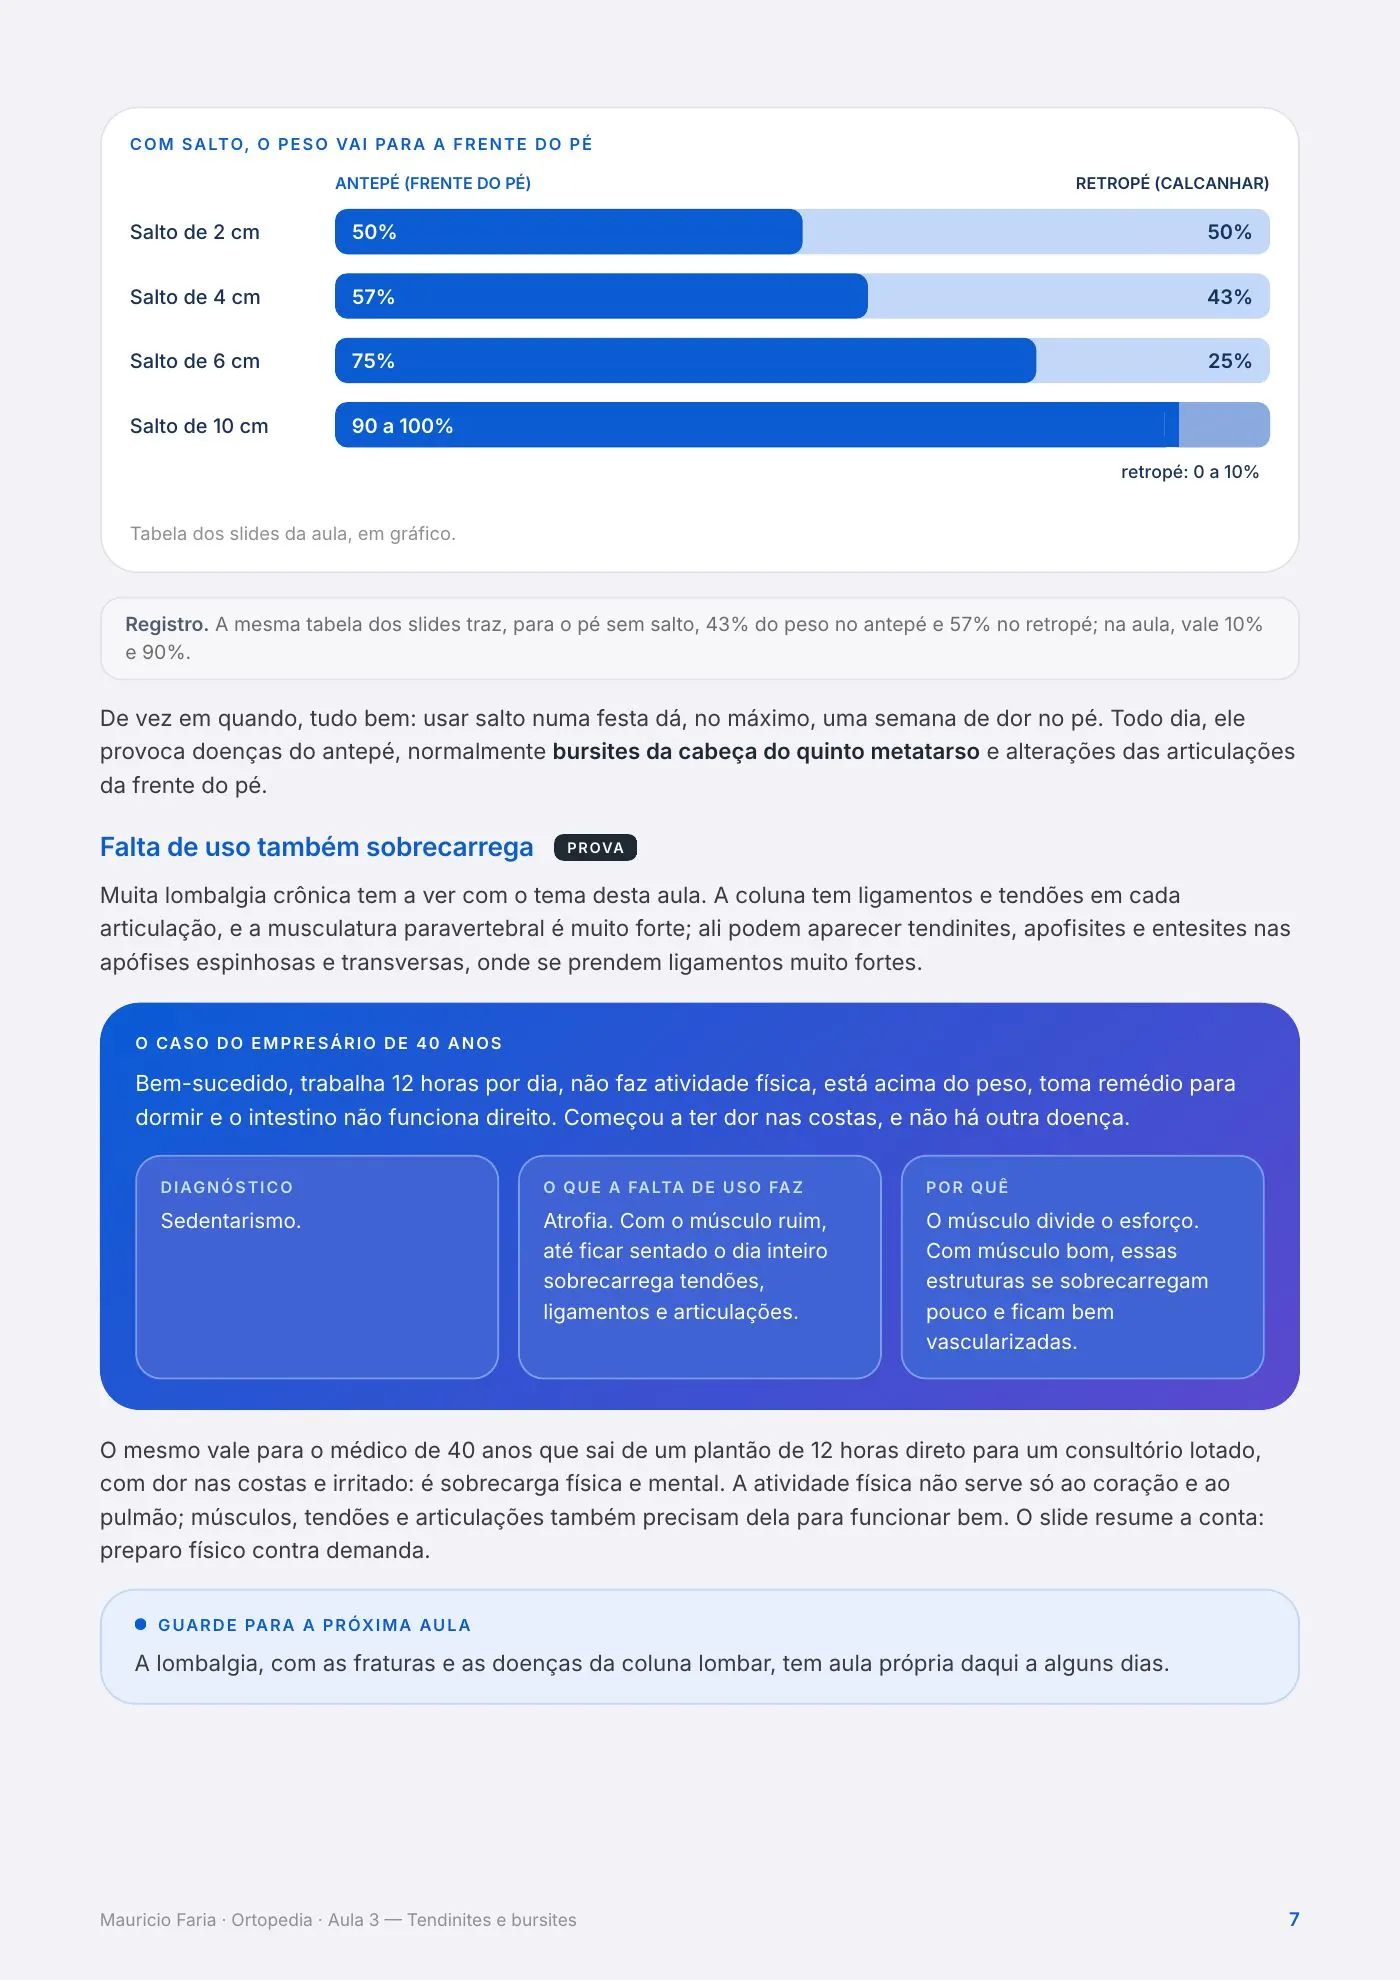 COM SALTO, O PESO VAI PARA A FRENTE DO PÉ
ANTEPÉ (FRENTE DO PÉ) RETROPÉ (CALCANHAR)
Salto de 2 cm 50% 50%
Salto de 4 cm 57% 43%
Salto de 6 cm 75% 25%
Salto de 10 cm 90 a 100%
retropé: 0 a 10%
Tabela dos slides da aula, em gráfico.
Registro. A mesma tabela dos slides traz, para o pé sem salto, 43% do peso no antepé e 57% no retropé; na aula, vale 10%
e 90%.
De vez em quando, tudo bem: usar salto numa festa dá, no máximo, uma semana de dor no pé. Todo dia, ele
provoca doenças do antepé, normalmente bursites da cabeça do quinto metatarso e alterações das articulações
da frente do pé.
Falta de uso também sobrecarrega PROVA
Muita lombalgia crônica tem a ver com o tema desta aula. A coluna tem ligamentos e tendões em cada
articulação, e a musculatura paravertebral é muito forte; ali podem aparecer tendinites, apofisites e entesites nas
apófises espinhosas e transversas, onde se prendem ligamentos muito fortes.
O CASO DO EMPRESÁRIO DE 40 ANOS
Bem-sucedido, trabalha 12 horas por dia, não faz atividade física, está acima do peso, toma remédio para
dormir e o intestino não funciona direito. Começou a ter dor nas costas, e não há outra doença.
DIAGNÓSTICO
Sedentarismo.
O QUE A FALTA DE USO FAZ
Atrofia. Com o músculo ruim,
até ficar sentado o dia inteiro
sobrecarrega tendões,
ligamentos e articulações.
POR QUÊ
O músculo divide o esforço.
Com músculo bom, essas
estruturas se sobrecarregam
pouco e ficam bem
vascularizadas.
O mesmo vale para o médico de 40 anos que sai de um plantão de 12 horas direto para um consultório lotado,
com dor nas costas e irritado: é sobrecarga física e mental. A atividade física não serve só ao coração e ao
pulmão; músculos, tendões e articulações também precisam dela para funcionar bem. O slide resume a conta:
preparo físico contra demanda.
GUARDE PARA A PRÓXIMA AULA
A lombalgia, com as fraturas e as doenças da coluna lombar, tem aula própria daqui a alguns dias.
Mauricio Faria · Ortopedia · Aula 3 — Tendinites e bursites 7